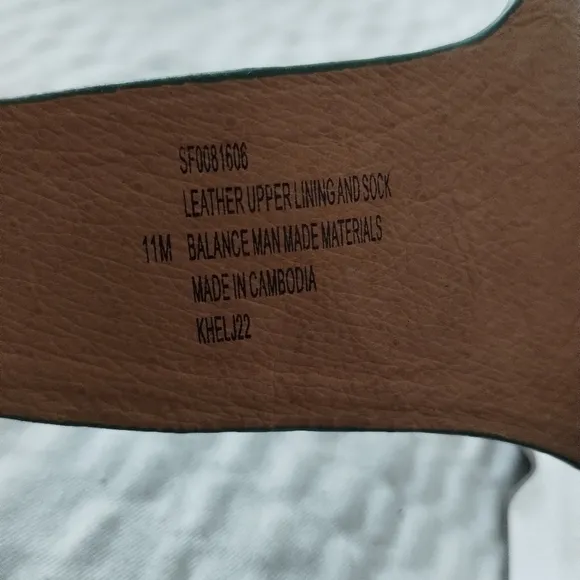 SF0081606
LEATHER UPPER LINING AND SOCK
11M BALANCE MAN MADE MATERIALS
MADE IN CAMBODIA
KHELJ22